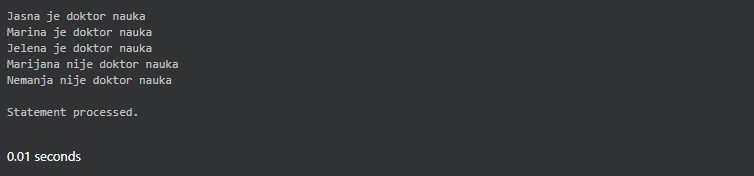 Jasna je doktor nauka
Marina je doktor nauka
Jelena je doktor nauka
Marijana nije doktor nauka
Nemanja nije doktor nauka
Statement processed.
0.01 seconds